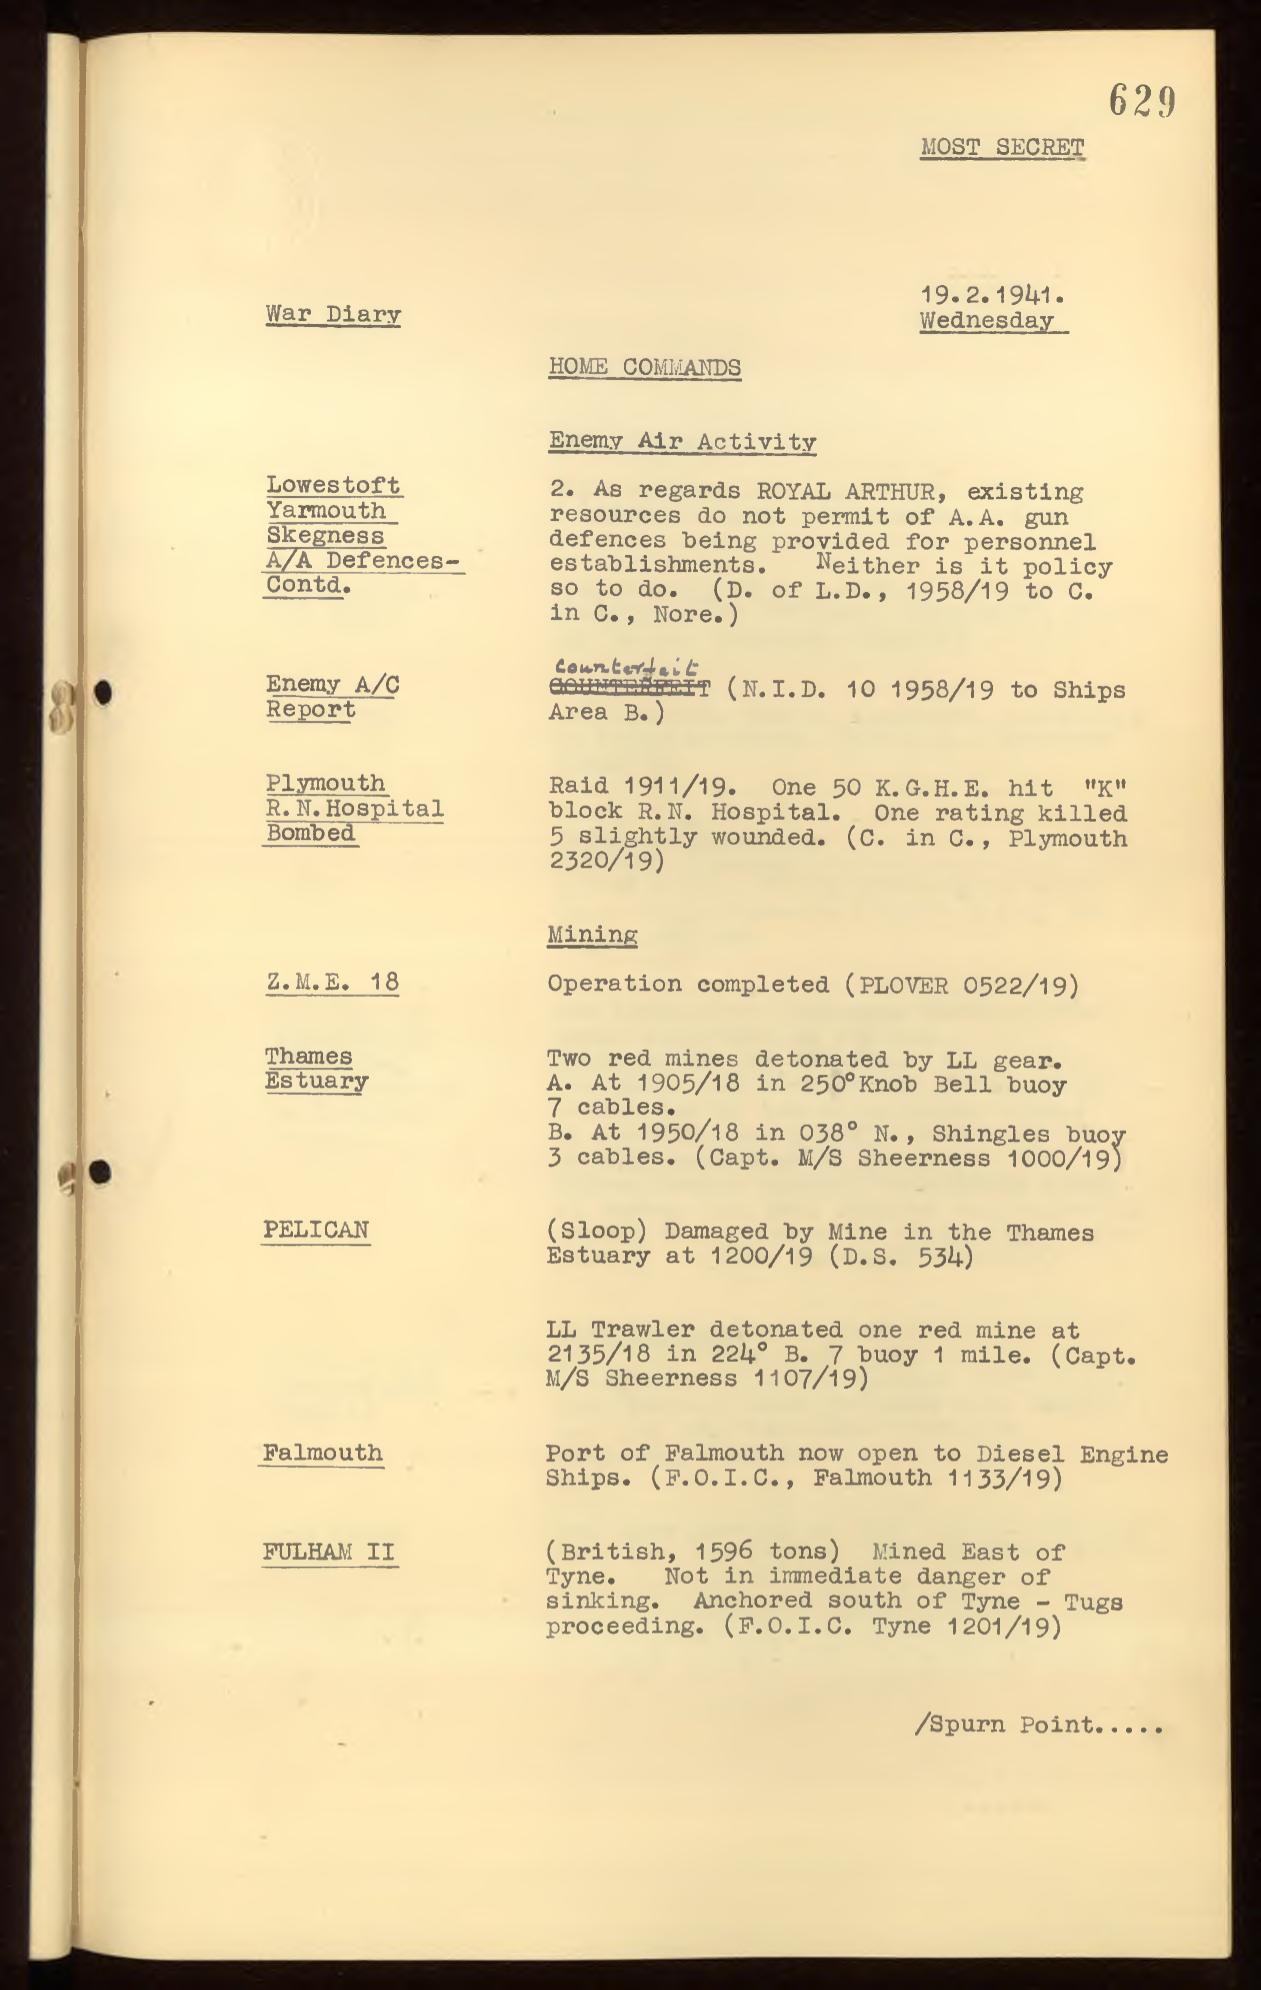 629
MOST SECRET
19.2.1941.
War Diary
Wednesday
HOME COMMANDS
Enemy Air Activity
Lowestoft
Yarmouth
Skegness
A/A Defences-
Contd.
2. As regards ROYAL ARTHUR, existing
resources do not permit of A.A. gun
defences being provided for personnel
establishments. Neither is it policy
so to do. (D. of L.D., 1958/19 to C.
in C., Nore.)
Enemy A/C
Report
Counterfeit
COUNTERFEIT (N.I.D. 10 1958/19 to Ships
Area B.)
Plymouth
R.N.Hospital
Bombed
Raid 1911/19. One 50 K.G.H.E. hit "K"
block R.N. Hospital. One rating killed
5 slightly wounded. (C. in C., Plymouth
2320/19)
Mining
Z.M.E. 18
Operation completed (PLOVER 0522/19)
Thames
Estuary
Two red mines detonated by LL gear.
A. At 1905/18 in 250°Knob Bell buoy
7 cables.
B. At 1950/18 in 038° N., Shingles buoy
3 cables. (Capt. M/S Sheerness 1000/19)
PELICAN
(Sloop) Damaged by Mine in the Thames
Estuary at 1200/19 (D.S. 534)
LL Trawler detonated one red mine at
2135/18 in 224° B. 7 buoy 1 mile. (Capt.
M/S Sheerness 1107/19)
Falmouth
Port of Falmouth now open to Diesel Engine
Ships. (F.O.I.C., Falmouth 1133/19)
FULHAM II
(British, 1596 tons) Mined East of
Tyne. Not in immediate danger of
sinking. Anchored south of Tyne - Tugs
proceeding. (F.O.I.C. Tyne 1201/19)
/Spurn Point.....